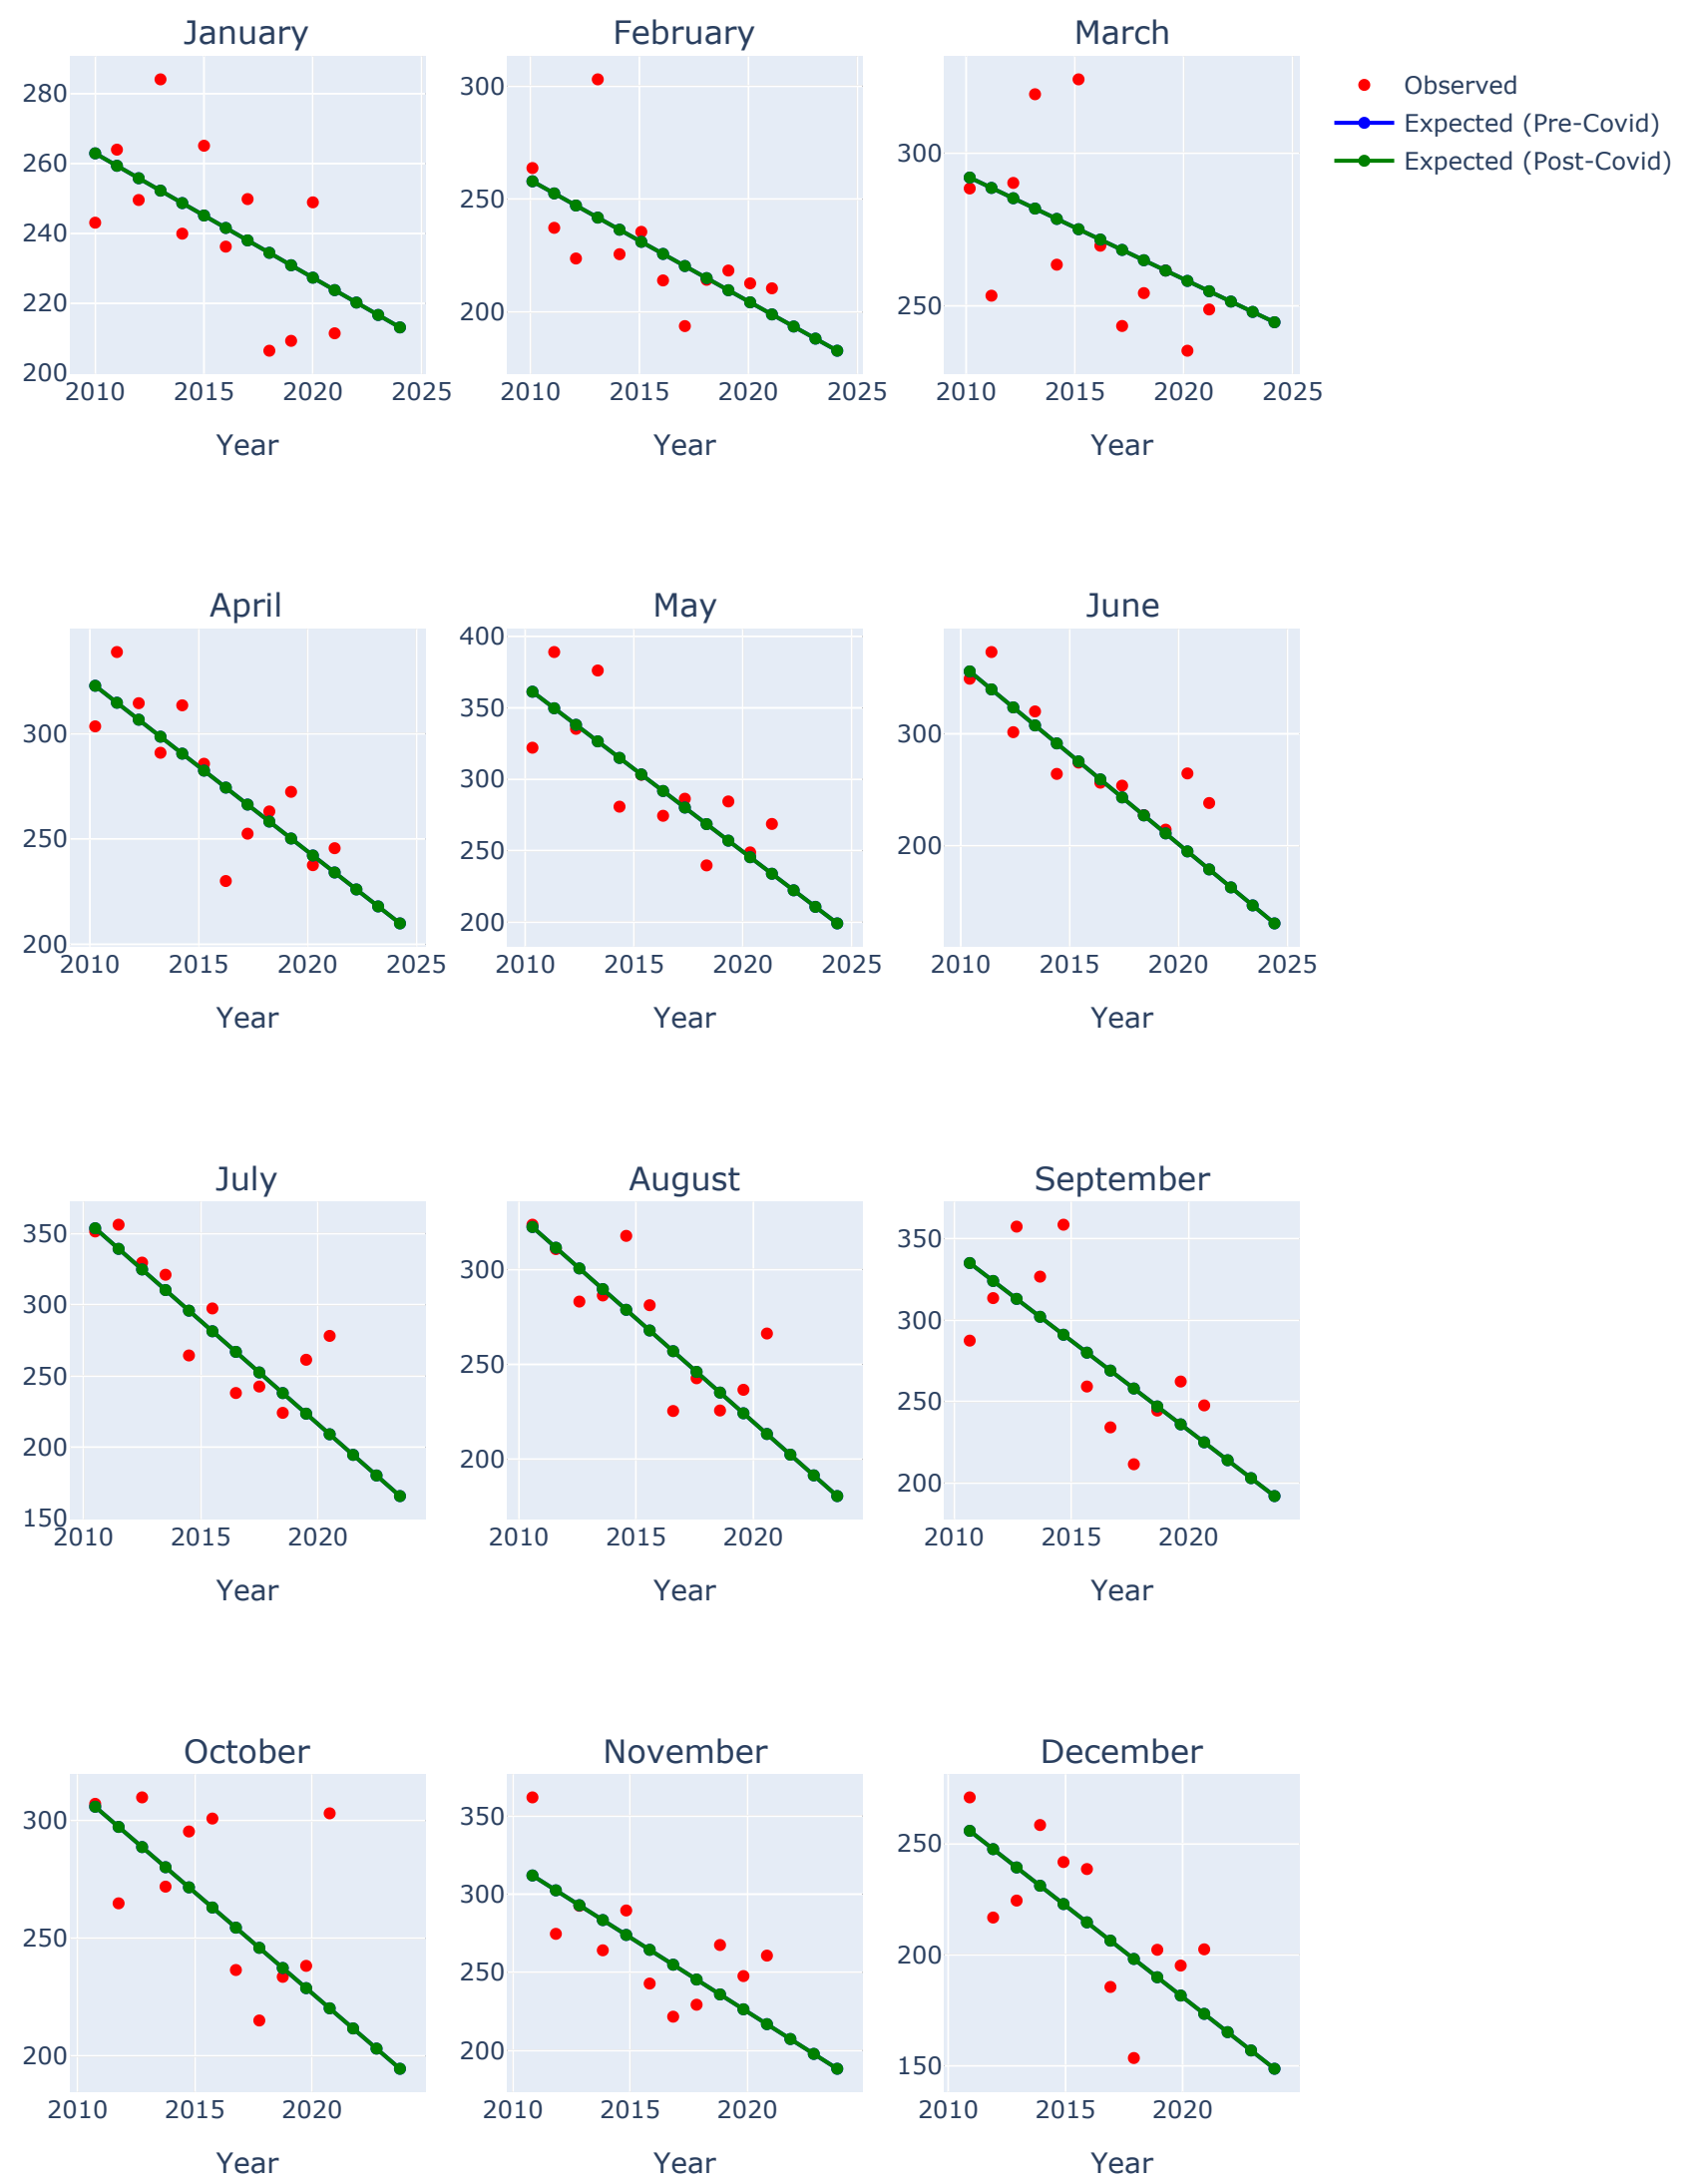 January
February
March
280
260
240
220
200
2010 2015 2020 2025
Year
300
250
200
2010 2015 2020 2025
Year
300
250
2010 2015 2020 2025
Year
Observed
Expected (Pre-Covid)
Expected (Post-Covid)
April
May
June
300
250
200
2010 2015 2020 2025
Year
400
350
300
250
200
2010 2015 2020 2025
Year
300
200
2010 2015 2020 2025
Year
July
August
September
350
300
250
200
150
2010 2015 2020
Year
300
250
200
2010 2015 2020
Year
350
300
250
200
2010 2015 2020
Year
October
November
December
300
250
200
2010 2015 2020
Year
350
300
250
200
2010 2015 2020
Year
250
200
150
2010 2015 2020
Year